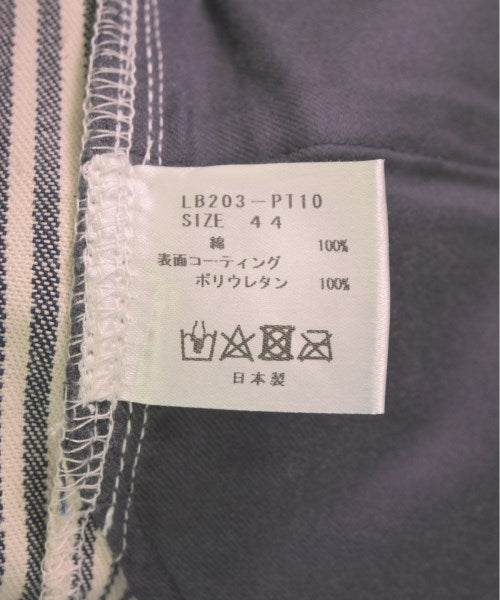 LB203-PT10
SIZE 44
綿 100%
表面コーティング
ポリウレタン 100%
日本製